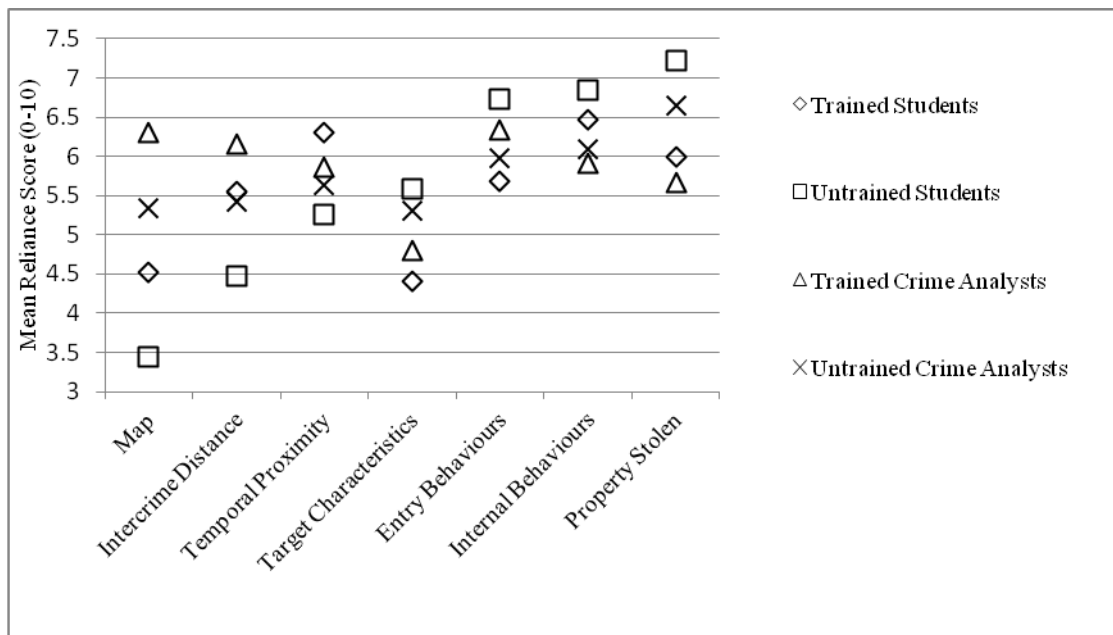 7.5
7
6.5
6
5.5
5
4.5
4
3.5
3
Mean Reliance Score (0-10)
Map
Intercrime Distance
Temporal Proximity
Target Characteristics
Entry Behaviours
Internal Behaviours
Property Stolen
Trained Students
Untrained Students
Trained Crime Analysts
Untrained Crime Analysts